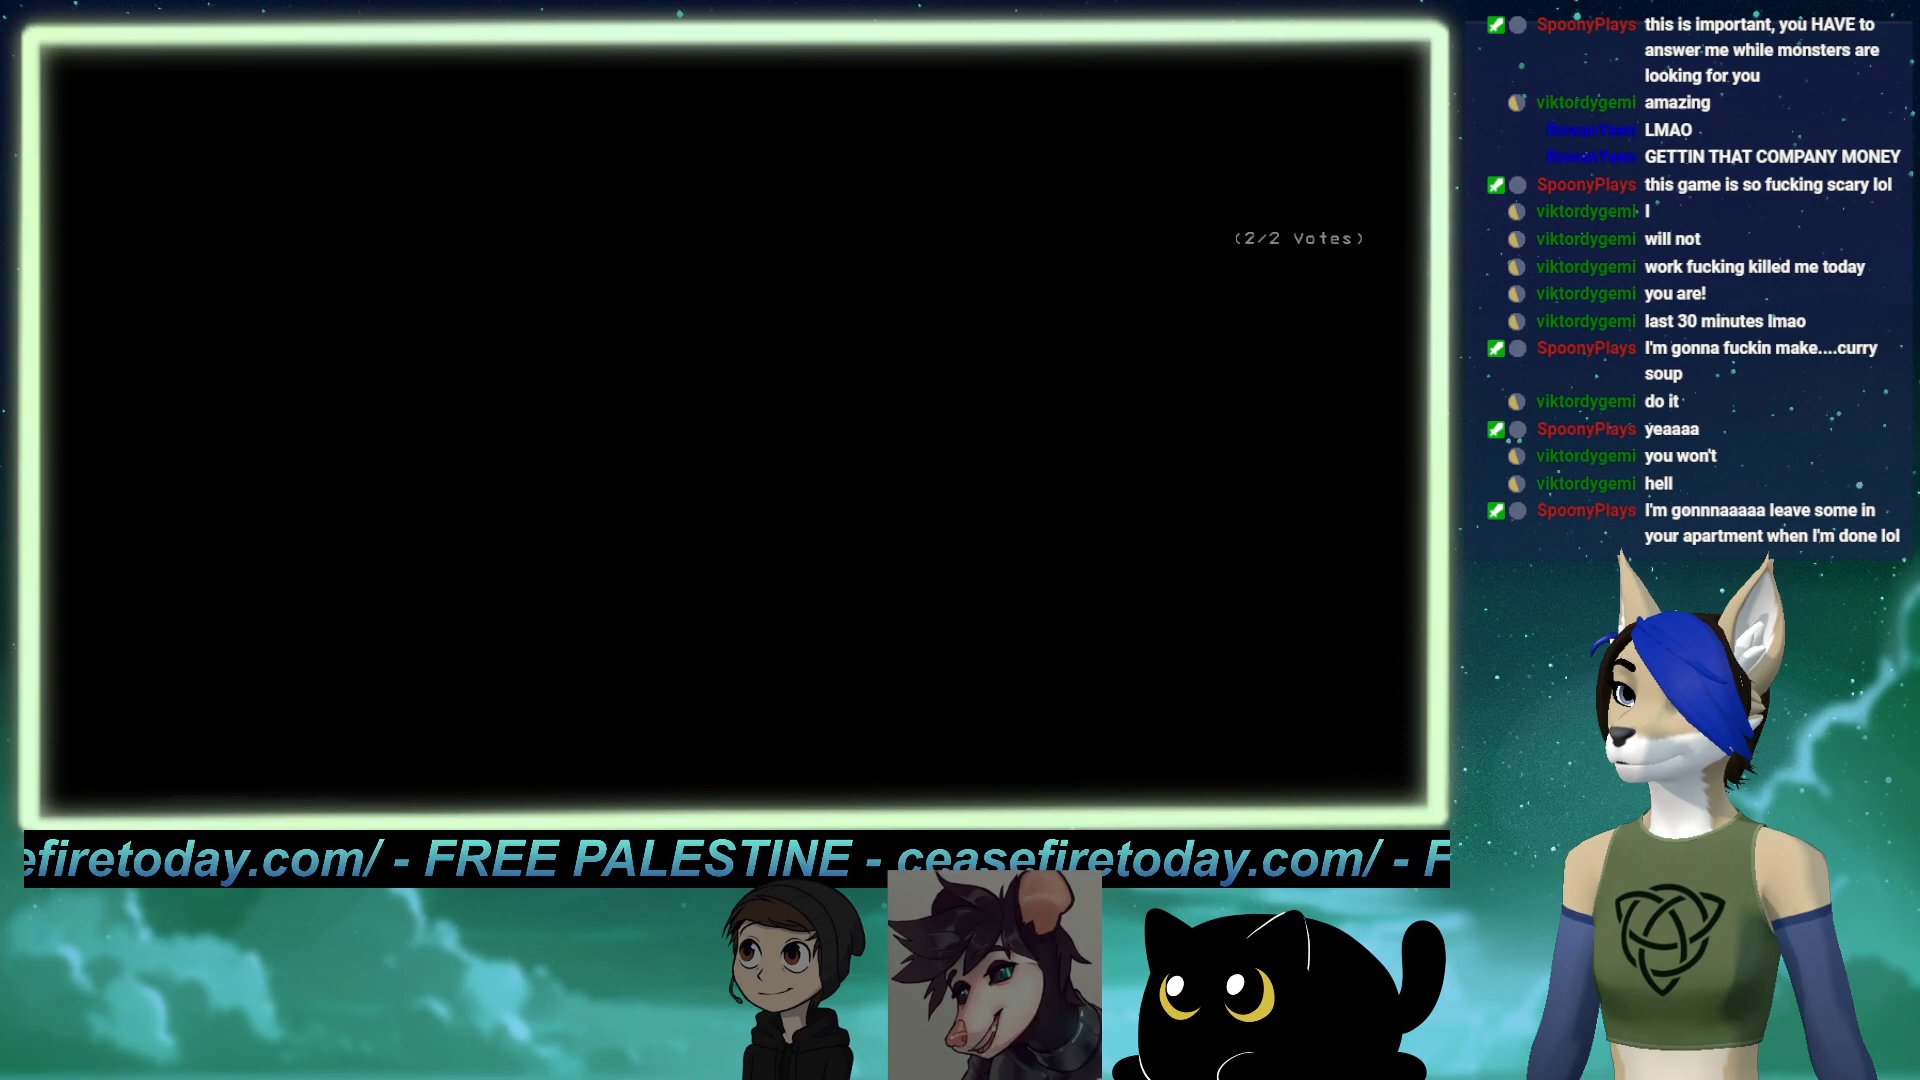 SpoonyPlays this is important, you HAVE to
answer me while monsters are
looking for you
viktordygemi amazing
RowanYeen LMAO
RowanYeen GETTIN THAT COMPANY MONEY
SpoonyPlays this game is so fucking scary lol
viktordygemi I
viktordygemi will not
viktordygemi work fucking killed me today
viktordygemi you are!
viktordygemi last 30 minutes lmao
SpoonyPlays I'm gonna fuckin make....curry
soup
viktordygemi do it
SpoonyPlays yeaaaa
viktordygemi you won't
viktordygemi hell
SpoonyPlays I'm gonnnaaaaa leave some in
your apartment when I'm done lol
(2/2 Votes)
efiretoday.com/ - FREE PALESTINE - ceasefiretoday.com/ - F